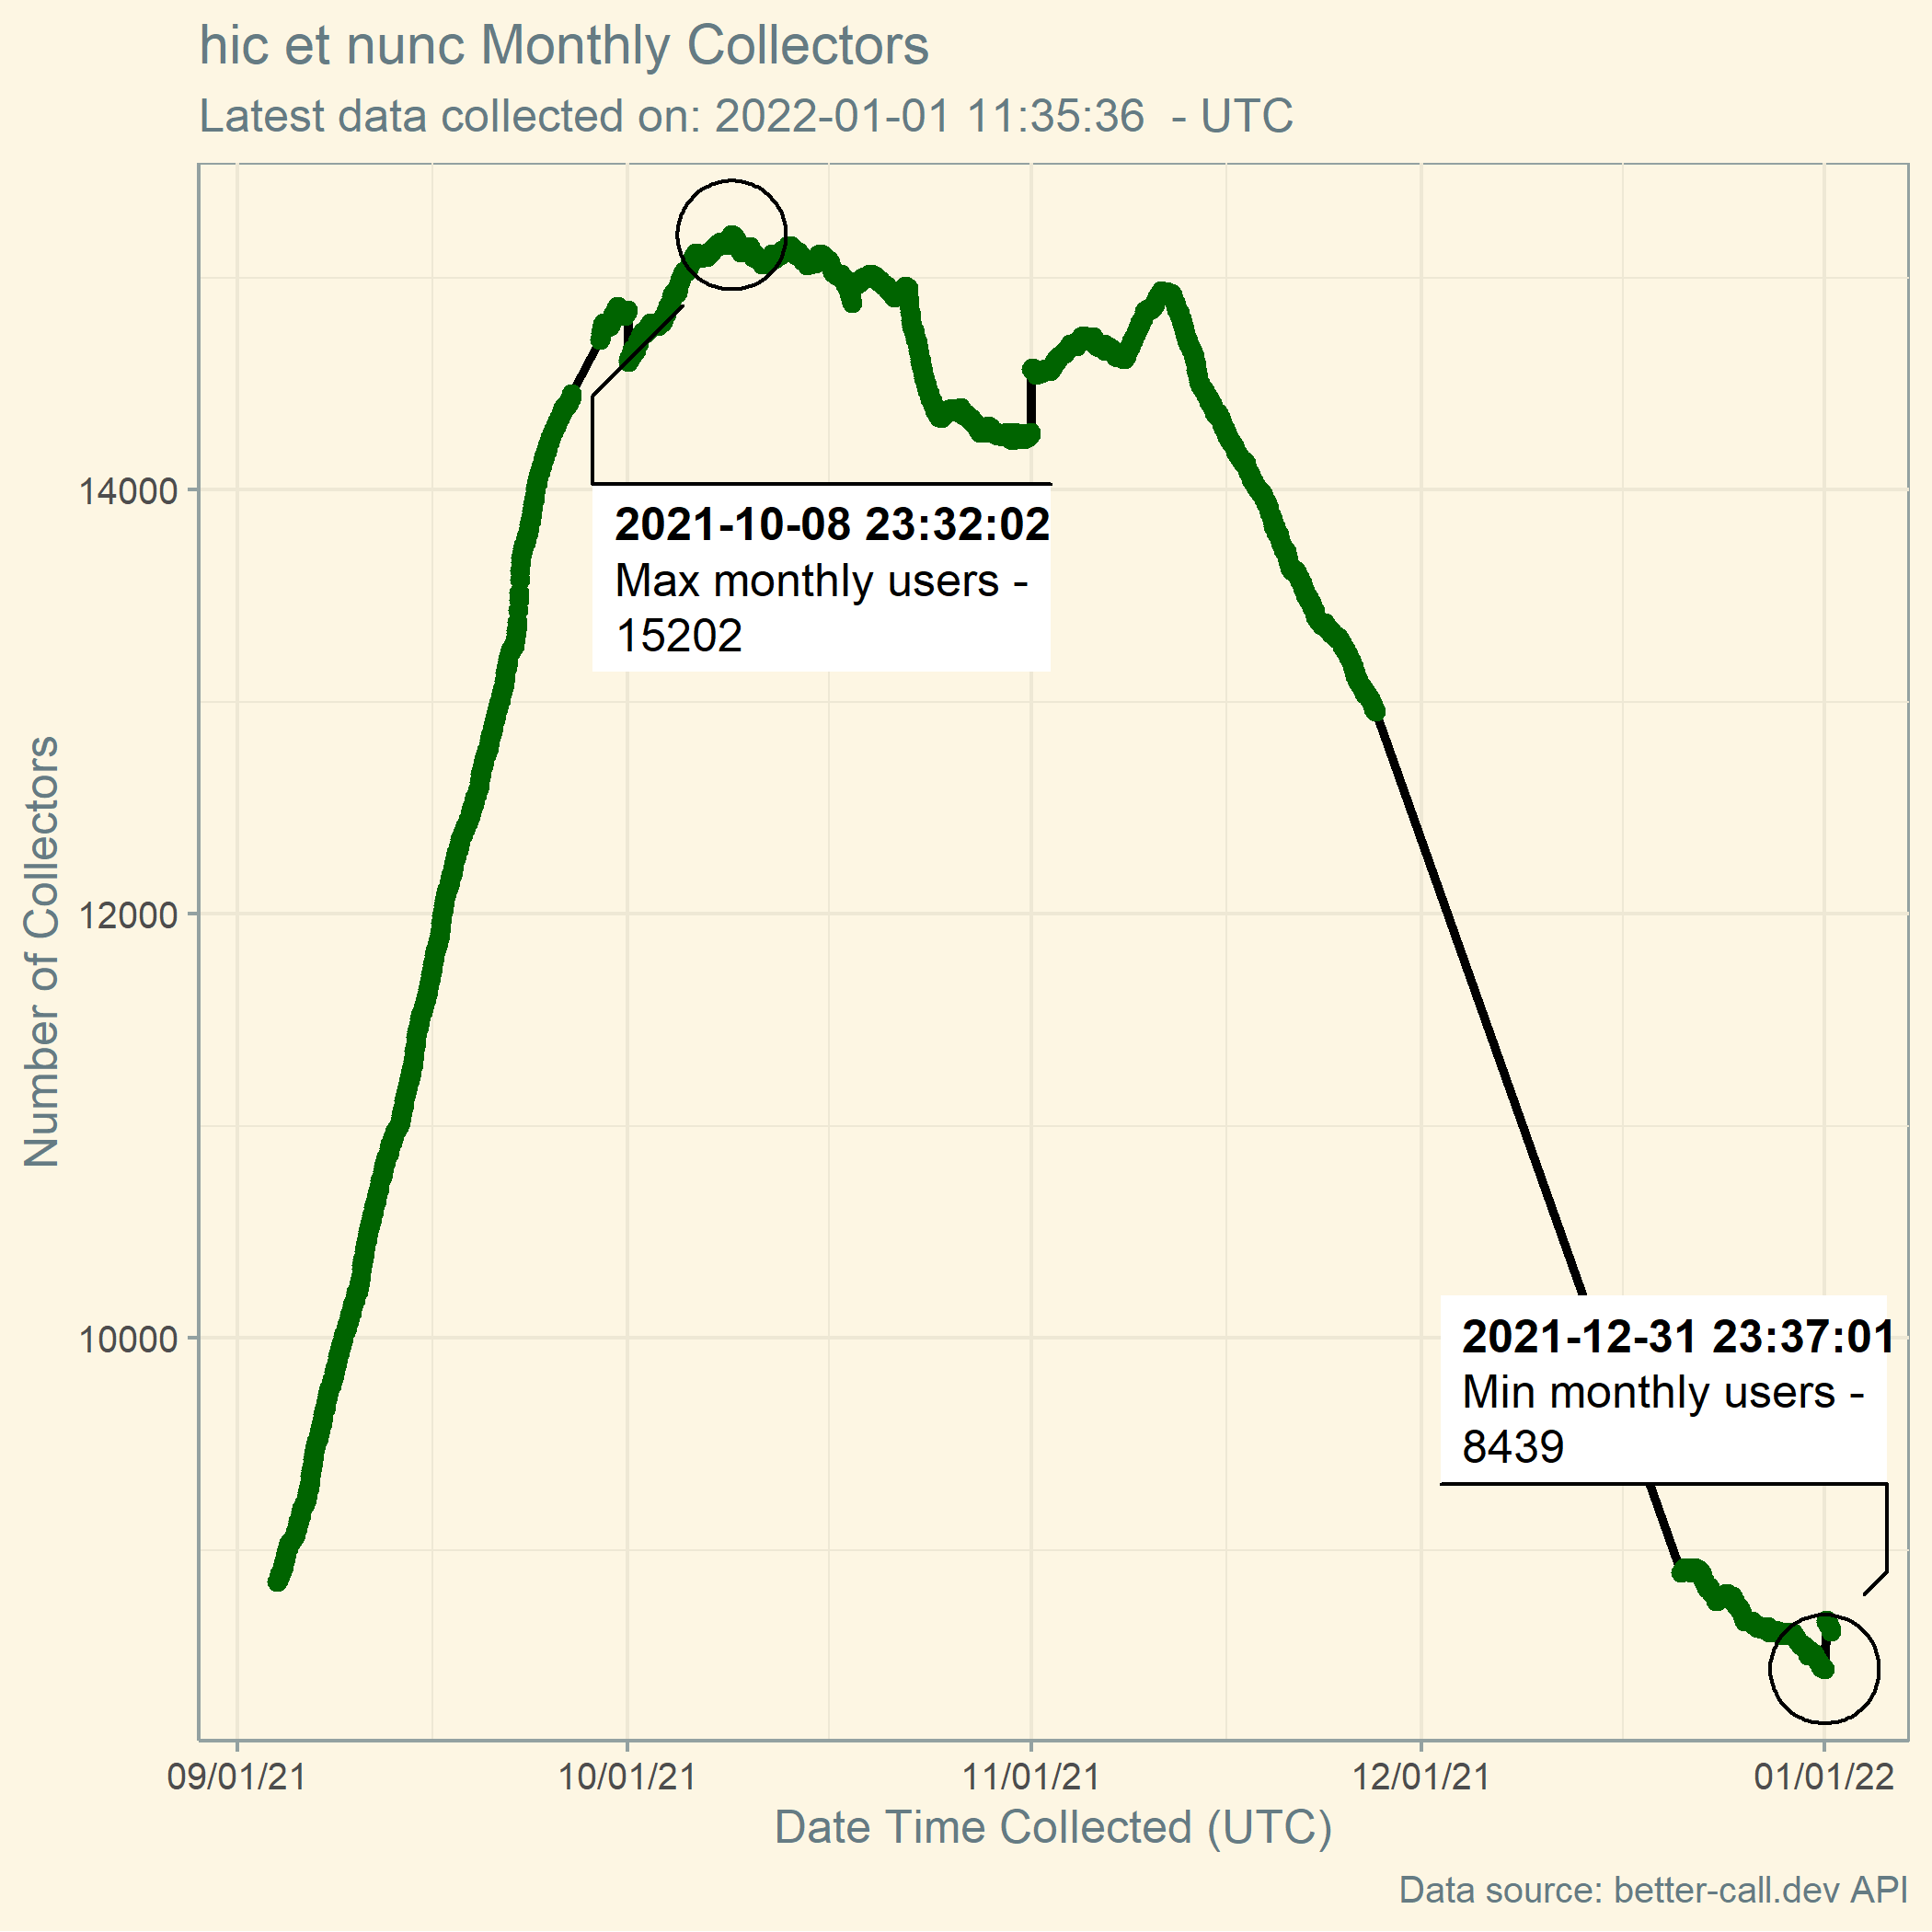 hic et nunc Monthly Collectors
Latest data collected on: 2022-01-01 11:35:36  - UTC
Number of Collectors
14000
12000
10000
2021-10-08 23:32:02
Max monthly users -
15202
2021-12-31 23:37:01
Min monthly users -
8439
09/01/21 10/01/21 11/01/21 12/01/21 01/01/22
Date Time Collected (UTC)
Data source: better-call.dev API